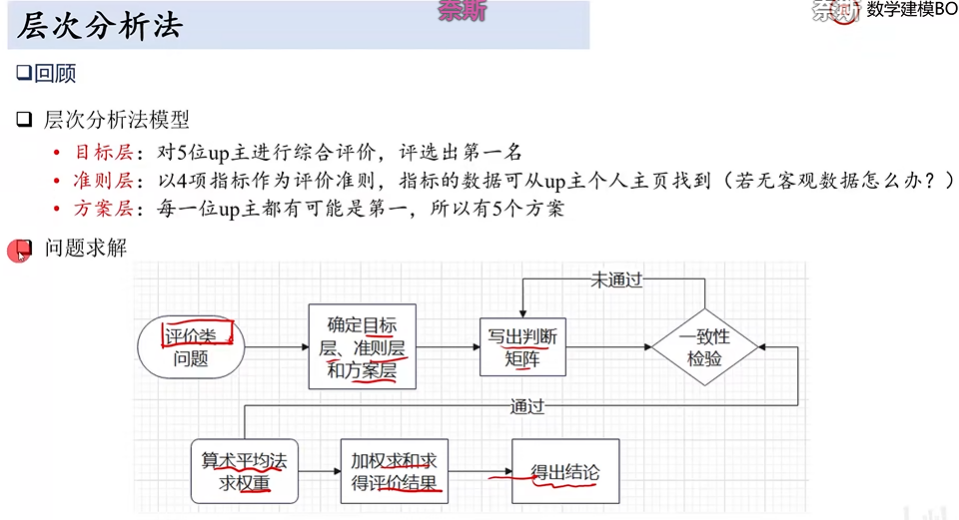 层次分析法
奈斯
奈斯
数学建模BO
回顾
层次分析法模型
目标层：对5位up主进行综合评价，评选出第一名
准则层：以4项指标作为评价准则，指标的数据可从up主个人主页找到（若无客观数据怎么办？）
方案层：每一位up主都有可能是第一，所以有5个方案
问题求解
未通过
评价类
问题
确定目标
层、准则层
和方案层
写出判断
矩阵
一致性
检验
通过
算术平均法
求权重
加权求和求
得评价结果
得出结论